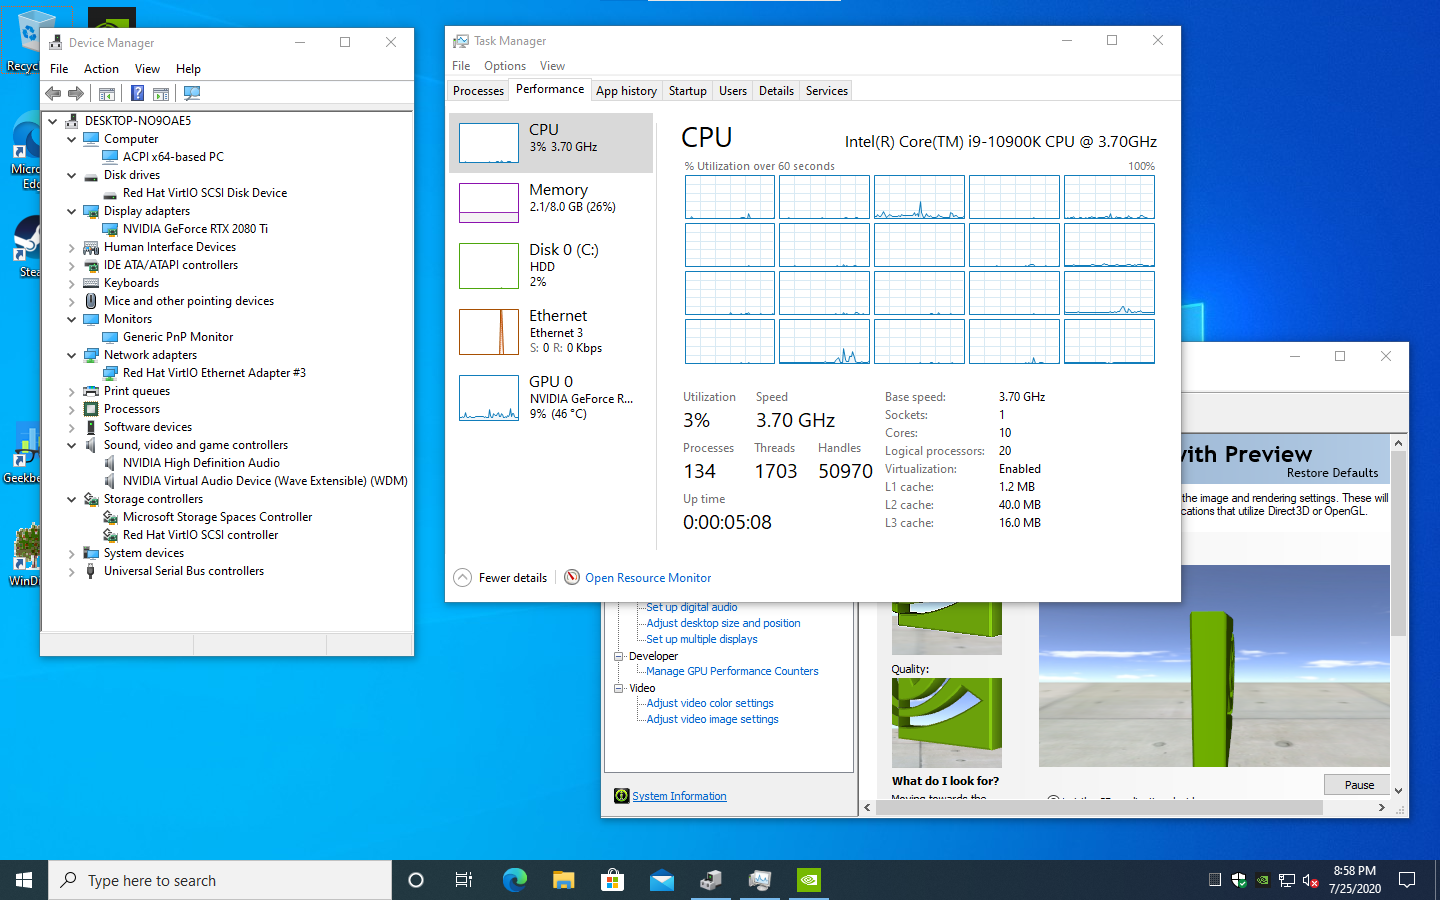 Recyc
Micros
Edg
Stea
Geekbe
WinDi
Device Manager
File Action View Help
DESKTOP-NO9OAE5
Computer
ACPI x64-based PC
Disk drives
Red Hat VirtIO SCSI Disk Device
Display adapters
NVIDIA GeForce RTX 2080 Ti
Human Interface Devices
IDE ATA/ATAPI controllers
Keyboards
Mice and other pointing devices
Monitors
Generic PnP Monitor
Network adapters
Red Hat VirtIO Ethernet Adapter #3
Print queues
Processors
Software devices
Sound, video and game controllers
NVIDIA High Definition Audio
NVIDIA Virtual Audio Device (Wave Extensible) (WDM)
Storage controllers
Microsoft Storage Spaces Controller
Red Hat VirtIO SCSI controller
System devices
Universal Serial Bus controllers
Task Manager
File Options View
Processes Performance App history Startup Users Details Services
CPU
3% 3.70 GHz
Memory
2.1/8.0 GB (26%)
Disk 0 (C:)
HDD
2%
Ethernet
Ethernet 3
S: 0 R: 0 Kbps
GPU 0
NVIDIA GeForce R...
9% (46 °C)
CPU Intel(R) Core(TM) i9-10900K CPU @ 3.70GHz
% Utilization over 60 seconds 100%
Utilization Speed
3% 3.70 GHz
Processes Threads Handles
134 1703 50970
Up time
0:00:05:08
Base speed: 3.70 GHz
Sockets: 1
Cores: 10
Logical processors: 20
Virtualization: Enabled
L1 cache: 1.2 MB
L2 cache: 40.0 MB
L3 cache: 16.0 MB
Fewer details Open Resource Monitor
with Preview
Restore Defaults
the image and rendering settings. These will
cations that utilize Direct3D or OpenGL.
Set up digital audio
Adjust desktop size and position
Set up multiple displays
Developer
Manage GPU Performance Counters
Video
Adjust video color settings
Adjust video image settings
System Information
Quality:
What do I look for?
Moving towards the
Pause
Type here to search
8:58 PM
7/25/2020